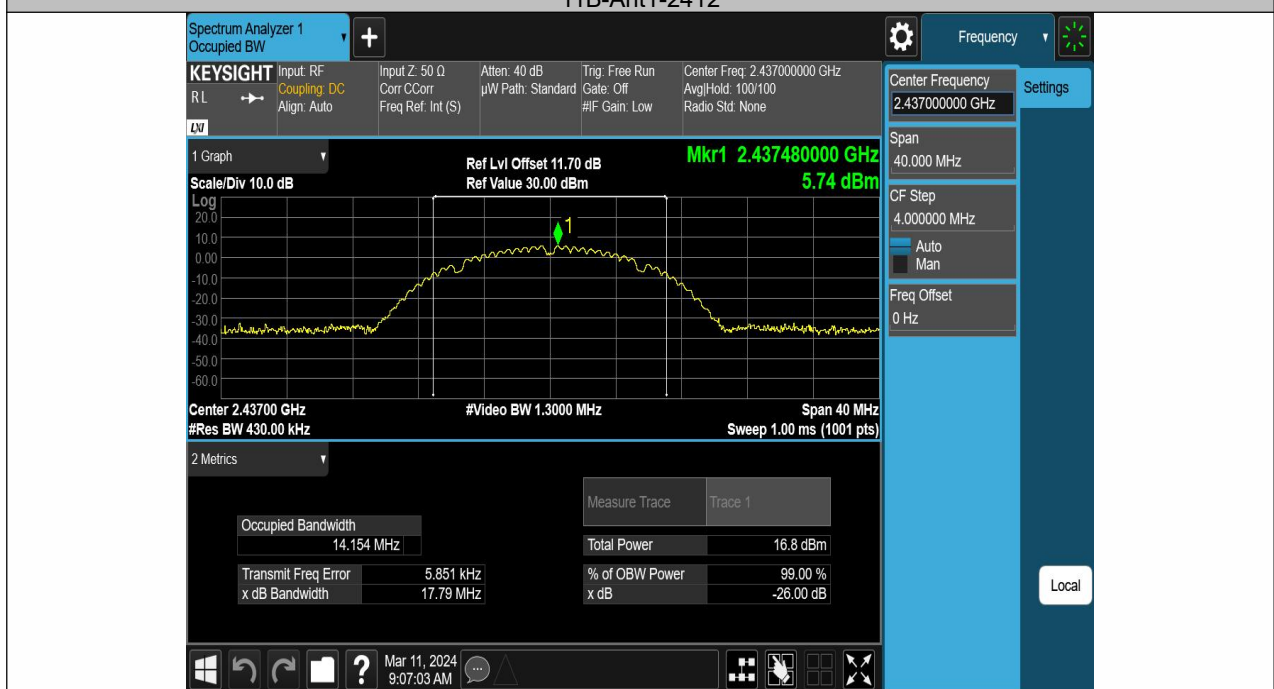 11B-Ant1-2412
Spectrum Analyzer 1
Occupied BW
+
Frequency
KEYSIGHT
RL
LXI
Input: RF
Coupling: DC
Align: Auto
Input Z: 50 Ω
Corr CCorr
Freq Ref: Int (S)
Atten: 40 dB
µW Path: Standard
Trig: Free Run
Gate: Off
#IF Gain: Low
Center Freq: 2.437000000 GHz
Avg|Hold: 100/100
Radio Std: None
Center Frequency
2.437000000 GHz
Settings
Span
40.000 MHz
CF Step
4.000000 MHz
Auto
Man
Freq Offset
0 Hz
Local
1 Graph
Scale/Div 10.0 dB
Ref Lvl Offset 11.70 dB
Ref Value 30.00 dBm
Mkr1 2.437480000 GHz
5.74 dBm
Log
20.0
10.0
0.00
-10.0
-20.0
-30.0
-40.0
-50.0
-60.0
1
Center 2.43700 GHz
#Res BW 430.00 kHz
#Video BW 1.3000 MHz
Span 40 MHz
Sweep 1.00 ms (1001 pts)
2 Metrics
Measure Trace Trace 1
Occupied Bandwidth
14.154 MHz
Total Power 16.8 dBm
Transmit Freq Error 5.851 kHz
% of OBW Power 99.00 %
x dB Bandwidth 17.79 MHz
x dB -26.00 dB
?
Mar 11, 2024
9:07:03 AM